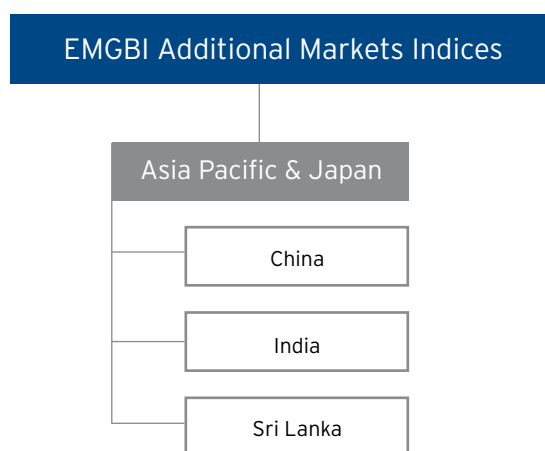 EMGBI Additional Markets Indices
Asia Pacific & Japan
China
India
Sri Lanka